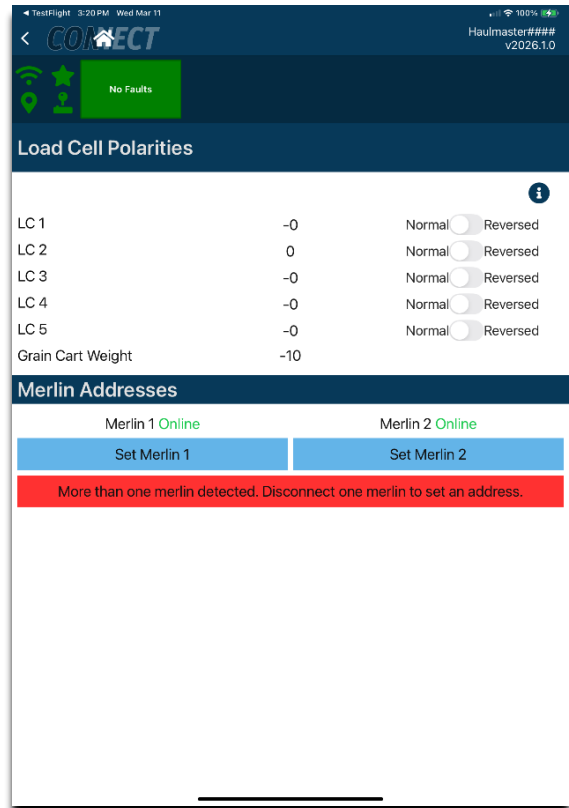 TestFlight 3:20 PM Wed Mar 11 100%
CONNECT Haulmaster####
v2026.1.0
No Faults
Load Cell Polarities
LC 1 -0 Normal Reversed
LC 2 0 Normal Reversed
LC 3 -0 Normal Reversed
LC 4 -0 Normal Reversed
LC 5 -0 Normal Reversed
Grain Cart Weight -10
Merlin Addresses
Merlin 1 Online Merlin 2 Online
Set Merlin 1 Set Merlin 2
More than one merlin detected. Disconnect one merlin to set an address.